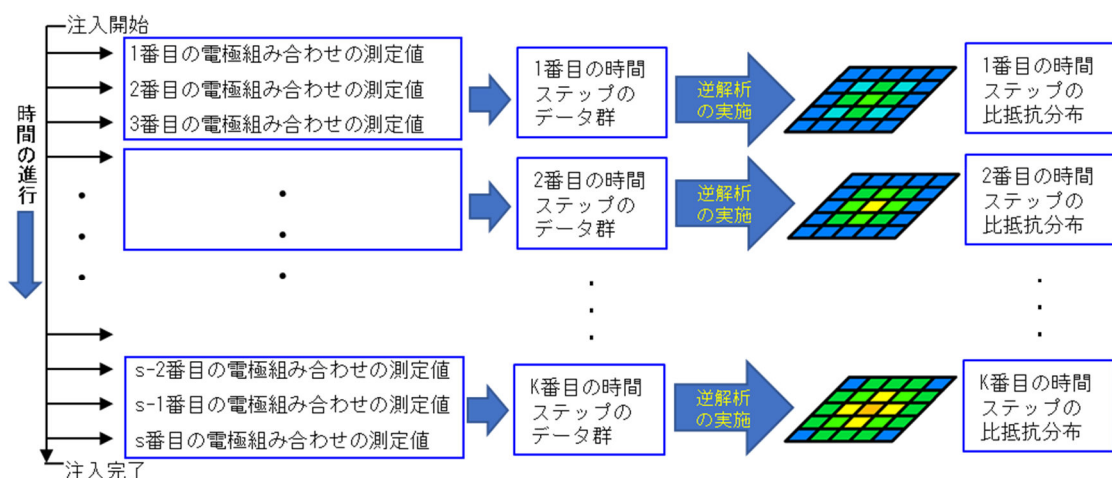 注入開始
時間の進行
1番目の電極組み合わせの測定値
2番目の電極組み合わせの測定値
3番目の電極組み合わせの測定値
1番目の時間
ステップの
データ群
逆解析
の実施
1番目の時間
ステップの
比抵抗分布
2番目の時間
ステップの
データ群
逆解析
の実施
2番目の時間
ステップの
比抵抗分布
s-2番目の電極組み合わせの測定値
s-1番目の電極組み合わせの測定値
s番目の電極組み合わせの測定値
K番目の時間
ステップの
データ群
逆解析
の実施
K番目の時間
ステップの
比抵抗分布
注入完了